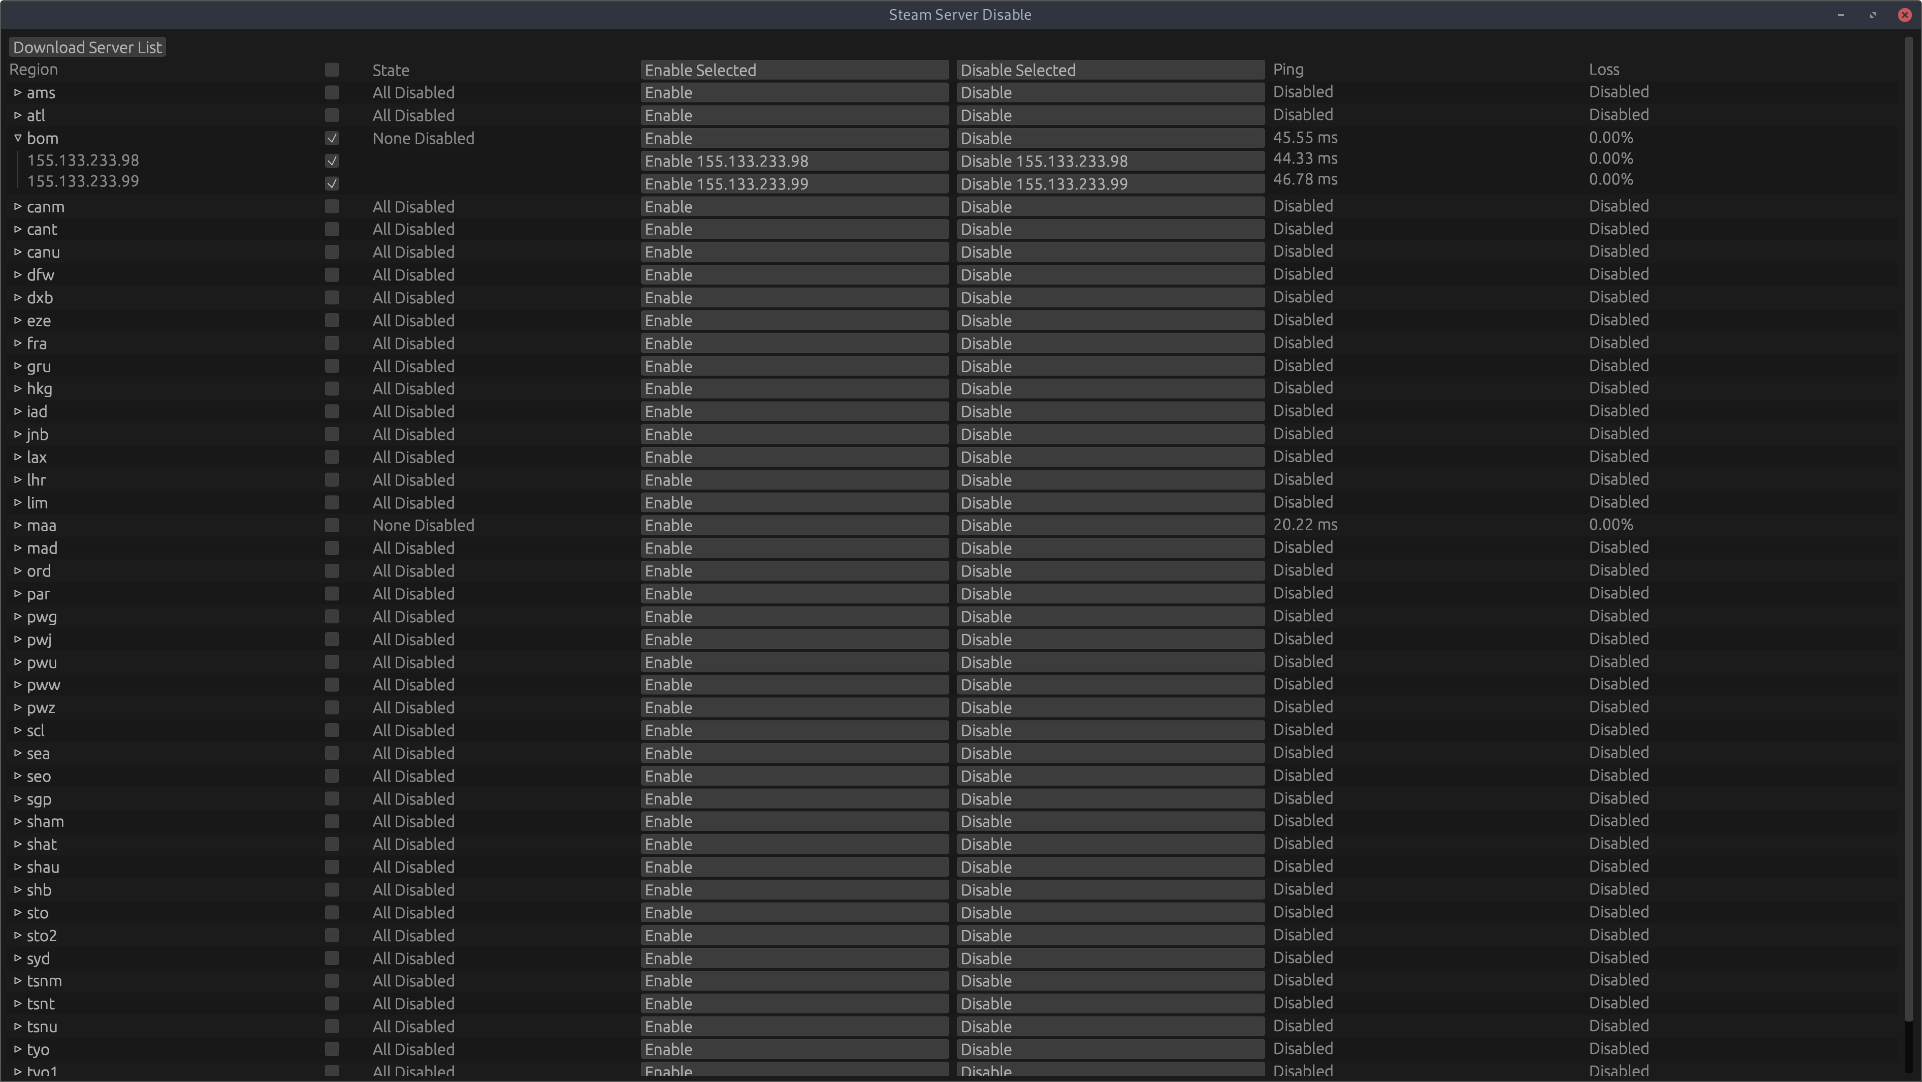 Steam Server Disable
Download Server List
Region State Enable Selected Disable Selected Ping Loss
ams All Disabled Enable Disable Disabled Disabled
atl All Disabled Enable Disable Disabled Disabled
bom None Disabled Enable Disable 45.55 ms 0.00%
155.133.233.98 Enable 155.133.233.98 Disable 155.133.233.98 44.33 ms 0.00%
155.133.233.99 Enable 155.133.233.99 Disable 155.133.233.99 46.78 ms 0.00%
canm All Disabled Enable Disable Disabled Disabled
cant All Disabled Enable Disable Disabled Disabled
canu All Disabled Enable Disable Disabled Disabled
dfw All Disabled Enable Disable Disabled Disabled
dxb All Disabled Enable Disable Disabled Disabled
eze All Disabled Enable Disable Disabled Disabled
fra All Disabled Enable Disable Disabled Disabled
gru All Disabled Enable Disable Disabled Disabled
hkg All Disabled Enable Disable Disabled Disabled
iad All Disabled Enable Disable Disabled Disabled
jnb All Disabled Enable Disable Disabled Disabled
lax All Disabled Enable Disable Disabled Disabled
lhr All Disabled Enable Disable Disabled Disabled
lim All Disabled Enable Disable Disabled Disabled
maa None Disabled Enable Disable 20.22 ms 0.00%
mad All Disabled Enable Disable Disabled Disabled
ord All Disabled Enable Disable Disabled Disabled
par All Disabled Enable Disable Disabled Disabled
pwg All Disabled Enable Disable Disabled Disabled
pwj All Disabled Enable Disable Disabled Disabled
pwu All Disabled Enable Disable Disabled Disabled
pww All Disabled Enable Disable Disabled Disabled
pwz All Disabled Enable Disable Disabled Disabled
scl All Disabled Enable Disable Disabled Disabled
sea All Disabled Enable Disable Disabled Disabled
seo All Disabled Enable Disable Disabled Disabled
sgp All Disabled Enable Disable Disabled Disabled
sham All Disabled Enable Disable Disabled Disabled
shat All Disabled Enable Disable Disabled Disabled
shau All Disabled Enable Disable Disabled Disabled
shb All Disabled Enable Disable Disabled Disabled
sto All Disabled Enable Disable Disabled Disabled
sto2 All Disabled Enable Disable Disabled Disabled
syd All Disabled Enable Disable Disabled Disabled
tsnm All Disabled Enable Disable Disabled Disabled
tsnt All Disabled Enable Disable Disabled Disabled
tsnu All Disabled Enable Disable Disabled Disabled
tyo All Disabled Enable Disable Disabled Disabled
tyo1 All Disabled Enable Disable Disabled Disabled